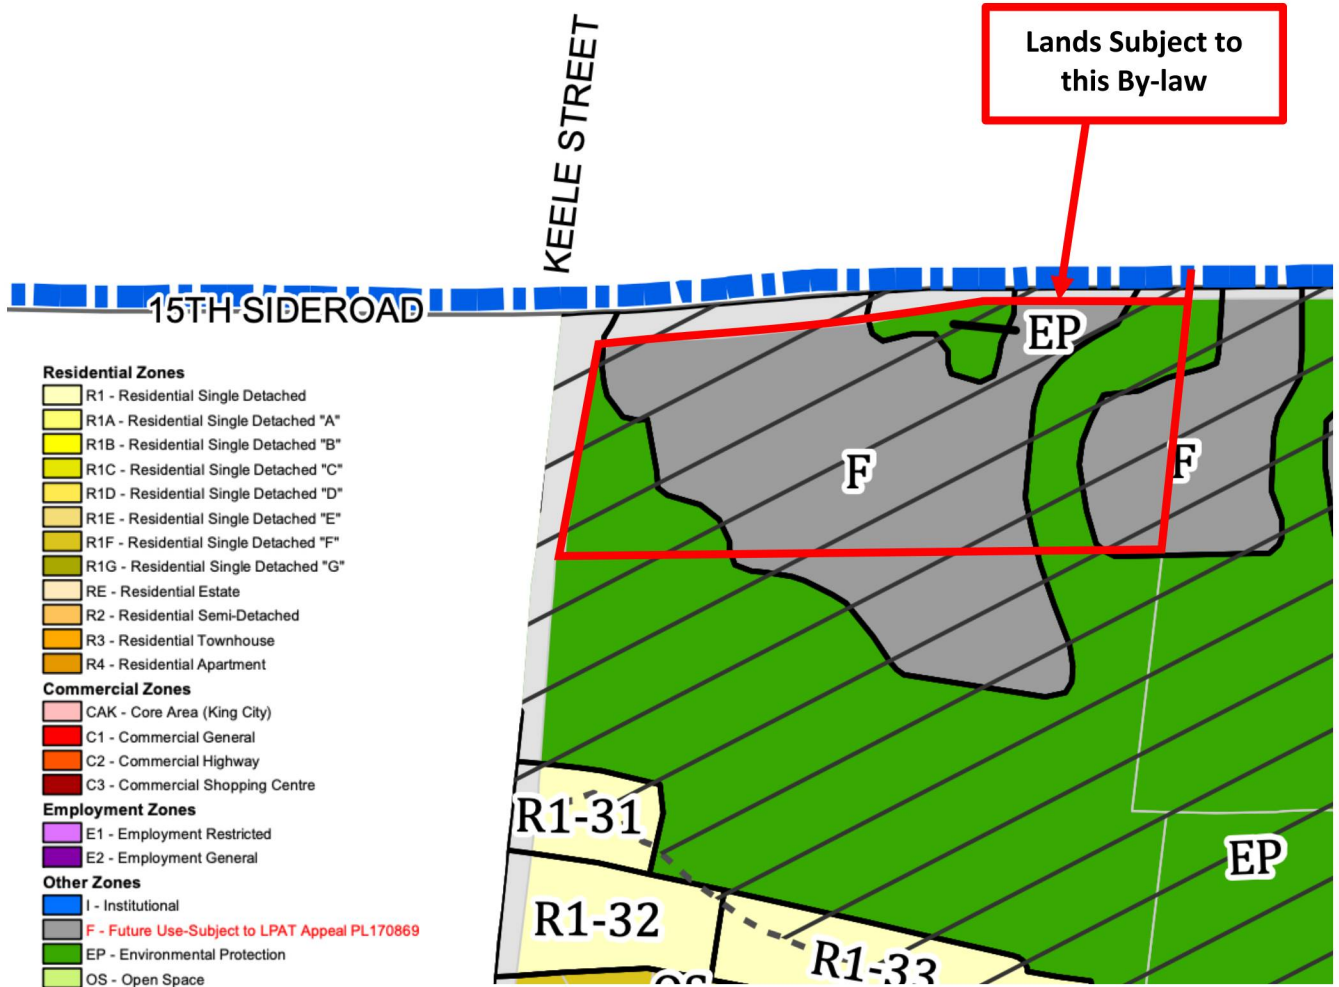 Lands Subject to
this By-law
KEELE STREET
15TH SIDEROAD
EP
F
F
Residential Zones
R1 - Residential Single Detached
R1A - Residential Single Detached "A"
R1B - Residential Single Detached "B"
R1C - Residential Single Detached "C"
R1D - Residential Single Detached "D"
R1E - Residential Single Detached "E"
R1F - Residential Single Detached "F"
R1G - Residential Single Detached "G"
RE - Residential Estate
R2 - Residential Semi-Detached
R3 - Residential Townhouse
R4 - Residential Apartment
Commercial Zones
CAK - Core Area (King City)
C1 - Commercial General
C2 - Commercial Highway
C3 - Commercial Shopping Centre
Employment Zones
E1 - Employment Restricted
E2 - Employment General
Other Zones
I - Institutional
F - Future Use-Subject to LPAT Appeal PL170869
EP - Environmental Protection
OS - Open Space
R1-31
EP
R1-32
R1-33
OS